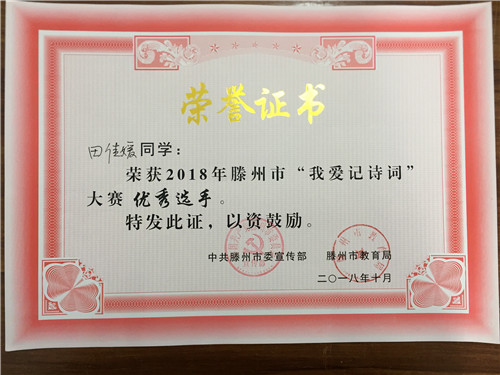 荣誉证书
田佳媛同学：
荣获2018年滕州市“我爱记诗词”
大赛 优秀选手。
特发此证，以资鼓励。
中共滕州市委宣传部 滕州市教育局
二〇一八年十月